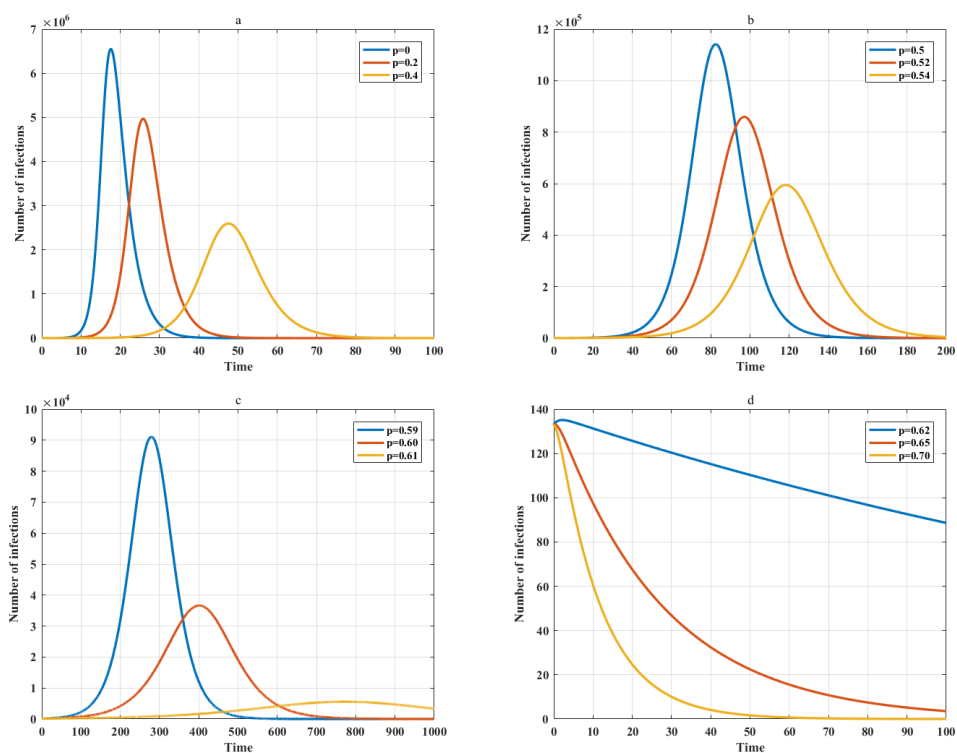 a
×10^6
7
6
5
4
3
2
1
0
Number of infections
p=0
p=0.2
p=0.4
0 10 20 30 40 50 60 70 80 90 100
Time
b
×10^5
12
10
8
6
4
2
0
Number of infections
p=0.5
p=0.52
p=0.54
0 20 40 60 80 100 120 140 160 180 200
Time
c
×10^4
10
9
8
7
6
5
4
3
2
1
0
Number of infections
p=0.59
p=0.60
p=0.61
0 100 200 300 400 500 600 700 800 900 1000
Time
d
140
120
100
80
60
40
20
0
Number of infections
p=0.62
p=0.65
p=0.70
0 10 20 30 40 50 60 70 80 90 100
Time